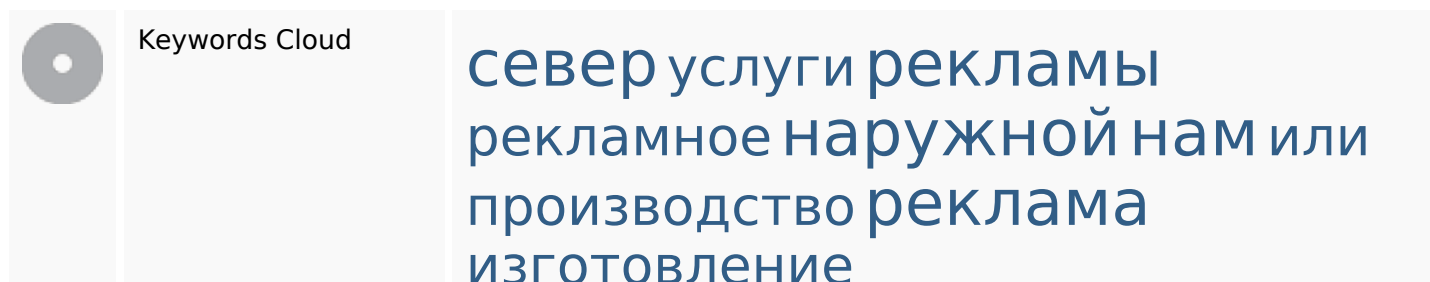 Keywords Cloud
север услуги рекламы
рекламное наружной нам или
производство реклама
изготовление